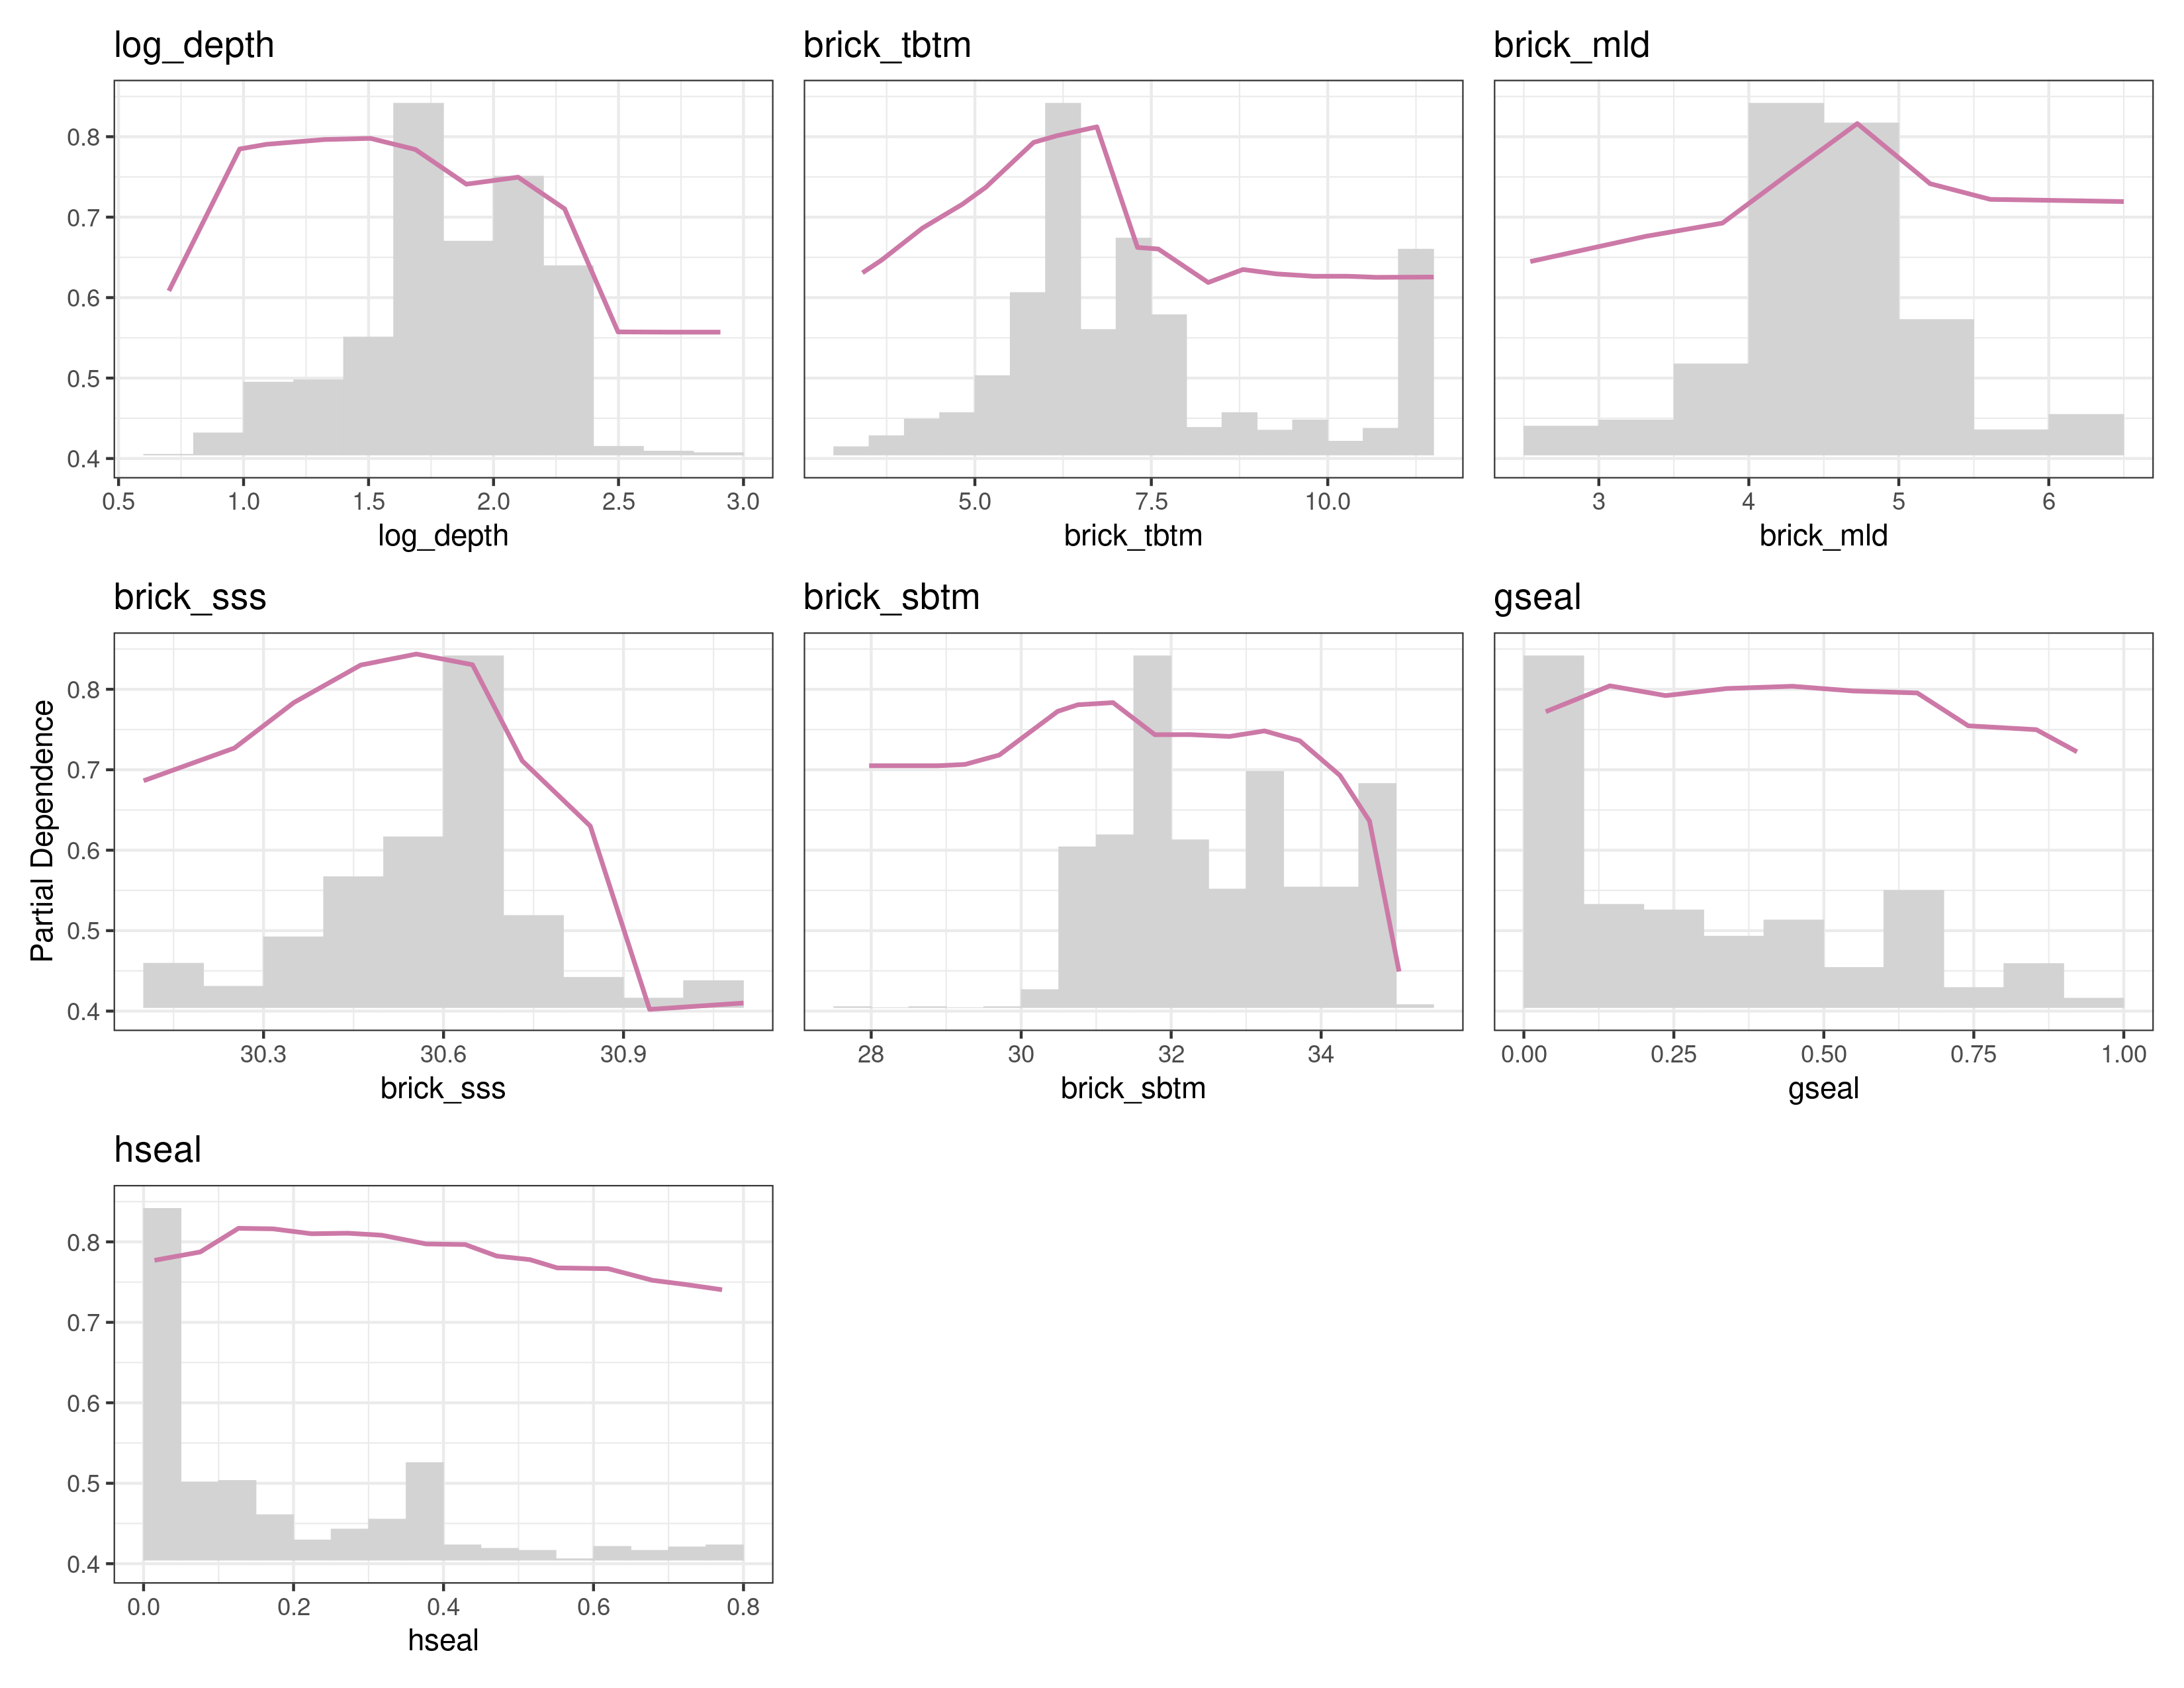 log_depth
brick_tbtm
brick_mld
0.8
0.7
0.6
0.5
0.4
0.5 1.0 1.5 2.0 2.5 3.0
5.0 7.5 10.0
3 4 5 6
log_depth
brick_tbtm
brick_mld
brick_sss
brick_sbtm
gseal
Partial Dependence
0.8
0.7
0.6
0.5
0.4
30.3 30.6 30.9
28 30 32 34
0.00 0.25 0.50 0.75 1.00
brick_sss
brick_sbtm
gseal
hseal
0.8
0.7
0.6
0.5
0.4
0.0 0.2 0.4 0.6 0.8
hseal